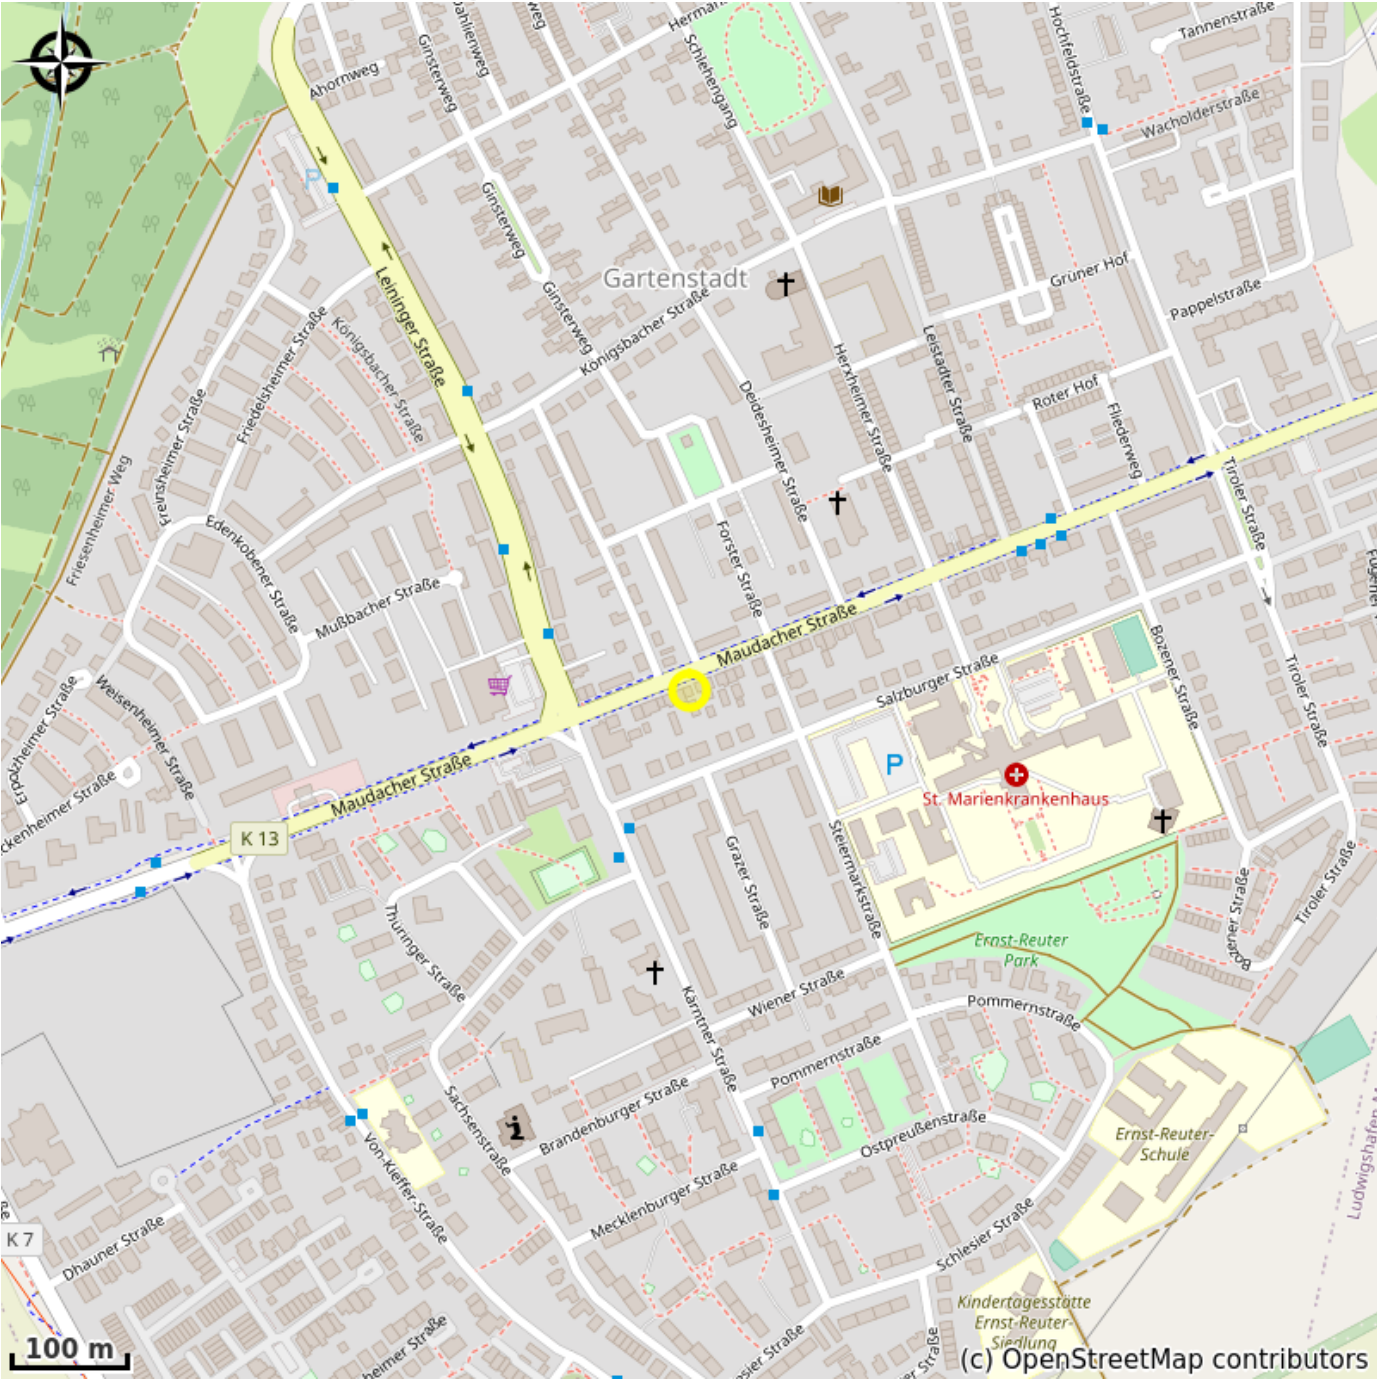 Hochfeldstraße
Tannenstraße
Ginsterweg
Schlehengang
Ahornweg
Wacholderstraße
P
Ginsterweg
Gartenstadt
Grüner Hof
Leininger Straße
Ginsterweg
Königsbacher Straße
Pappelstraße
Friedelsheimer Straße
Königsbacher Straße
Herxheimer Straße
Leistadter Straße
Deidesheimer Straße
Roter Hof
Fliederweg
Freinsheimer Straße
Friesenheimer Weg
Tiroler Straße
Edenkobener Straße
Forster Straße
Mußbacher Straße
Maudacher Straße
Bozener Straße
Salzburger Straße
Tiroler Straße
Erpolzheimer Straße
Weisenheimer Straße
P
St. Marienkrankenhaus
Maudacher Straße
K 13
Grazer Straße
Steiermarkstraße
Bozener Straße
Tiroler Straße
Thüringer Straße
Ernst-Reuter
Park
Kärntner Straße
Wiener Straße
Pommernstraße
Pommernstraße
Sachsenstraße
Brandenburger Straße
Ostpreußenstraße
Ernst-Reuter-
Schule
Von-Kieffer-Straße
Mecklenburger Straße
K 7
Dhauner Straße
Schlesier Straße
Kindertagesstätte
Ernst-Reuter-
Siedlung
100 m
(c) OpenStreetMap contributors